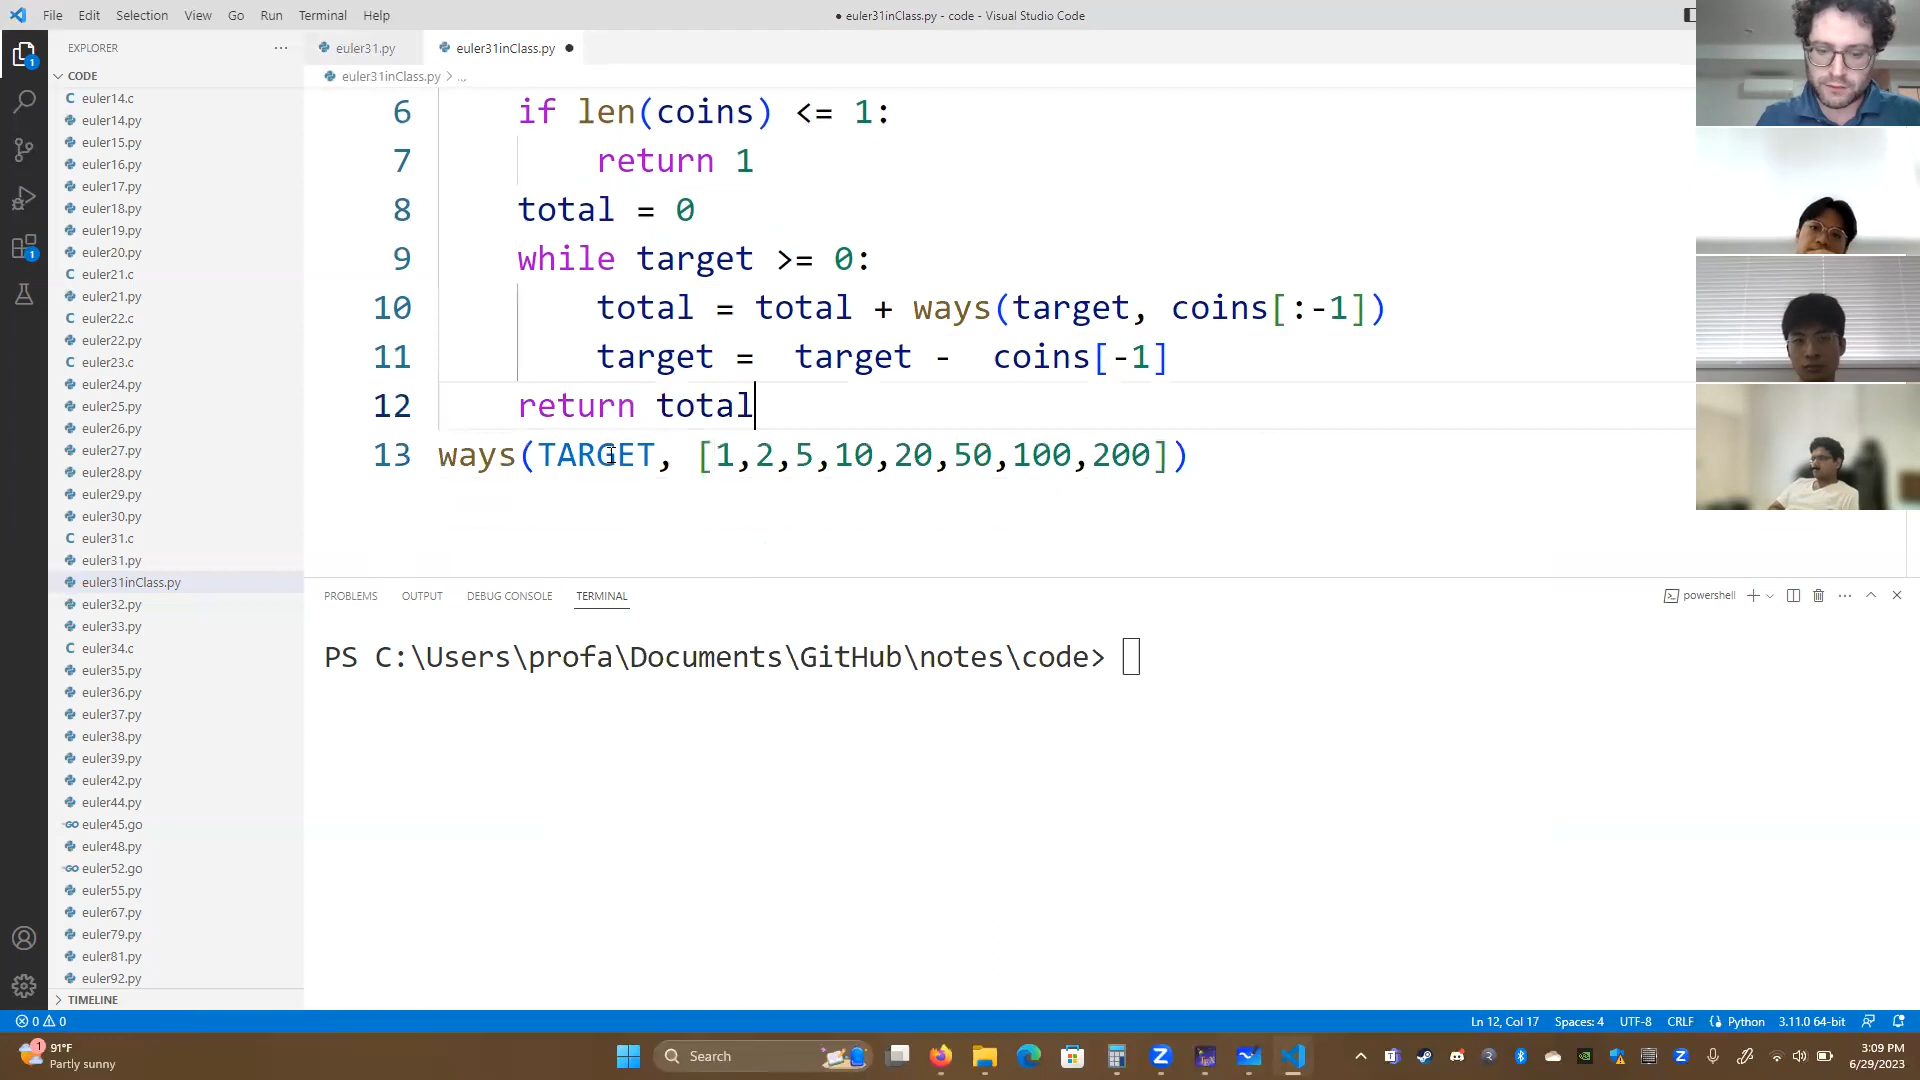 File Edit Selection View Go Run Terminal Help
● euler31inClass.py - code - Visual Studio Code
EXPLORER ···
euler31.py
euler31inClass.py ●
CODE
euler31inClass.py > ...
C euler14.c
euler14.py
euler15.py
euler16.py
euler17.py
euler18.py
euler19.py
euler20.py
C euler21.c
euler21.py
C euler22.c
euler22.py
C euler23.c
euler23.py
euler24.py
euler25.py
euler26.py
euler27.py
euler28.py
euler29.py
euler30.py
C euler31.c
euler31.py
euler31inClass.py
euler32.py
euler33.py
C euler34.c
euler35.py
euler36.py
euler37.py
euler38.py
euler39.py
euler42.py
euler44.py
GO euler45.go
euler48.py
GO euler52.go
euler55.py
euler67.py
euler79.py
euler81.py
euler92.py
TIMELINE
6 if len(coins) <= 1:
7 return 1
8 total = 0
9 while target >= 0:
10 total = total + ways(target, coins[:-1])
11 target =  target -  coins[-1]
12 return total
13 ways(TARGET, [1,2,5,10,20,50,100,200])
PROBLEMS OUTPUT DEBUG CONSOLE TERMINAL
powershell
PS C:\Users\profa\Documents\GitHub\notes\code>
1
1
0 0
Ln 12, Col 17 Spaces: 4 UTF-8 CRLF Python 3.11.0 64-bit
1
91°F
Partly sunny
Search
3:09 PM
6/29/2023